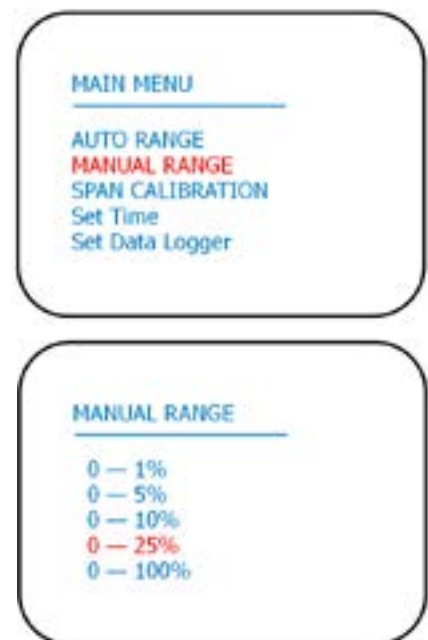 MAIN MENU
AUTO RANGE
MANUAL RANGE
SPAN CALIBRATION
Set Time
Set Data Logger
MANUAL RANGE
0 — 1%
0 — 5%
0 — 10%
0 — 25%
0 — 100%